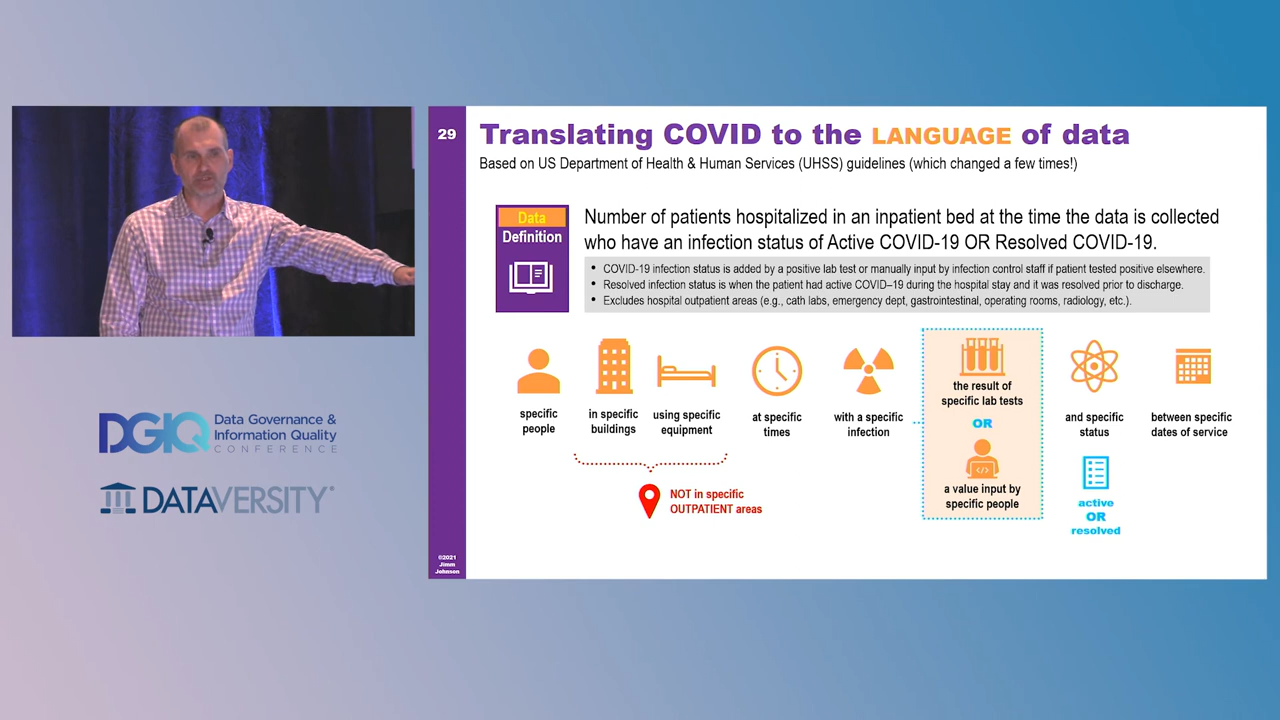 29
Translating COVID to the LANGUAGE of data
Based on US Department of Health & Human Services (UHSS) guidelines (which changed a few times!)
Data
Definition
Number of patients hospitalized in an inpatient bed at the time the data is collected
who have an infection status of Active COVID-19 OR Resolved COVID-19.
• COVID-19 infection status is added by a positive lab test or manually input by infection control staff if patient tested positive elsewhere.
• Resolved infection status is when the patient had active COVID–19 during the hospital stay and it was resolved prior to discharge.
• Excludes hospital outpatient areas (e.g., cath labs, emergency dept, gastrointestinal, operating rooms, radiology, etc.).
specific
people
in specific
buildings
using specific
equipment
at specific
times
with a specific
infection
the result of
specific lab tests
OR
</>
a value input by
specific people
and specific
status
active
OR
resolved
between specific
dates of service
NOT in specific
OUTPATIENT areas
©2021
Jimm
Johnson
DGIQ
Data Governance &
Information Quality
CONFERENCE
DATAVERSITY